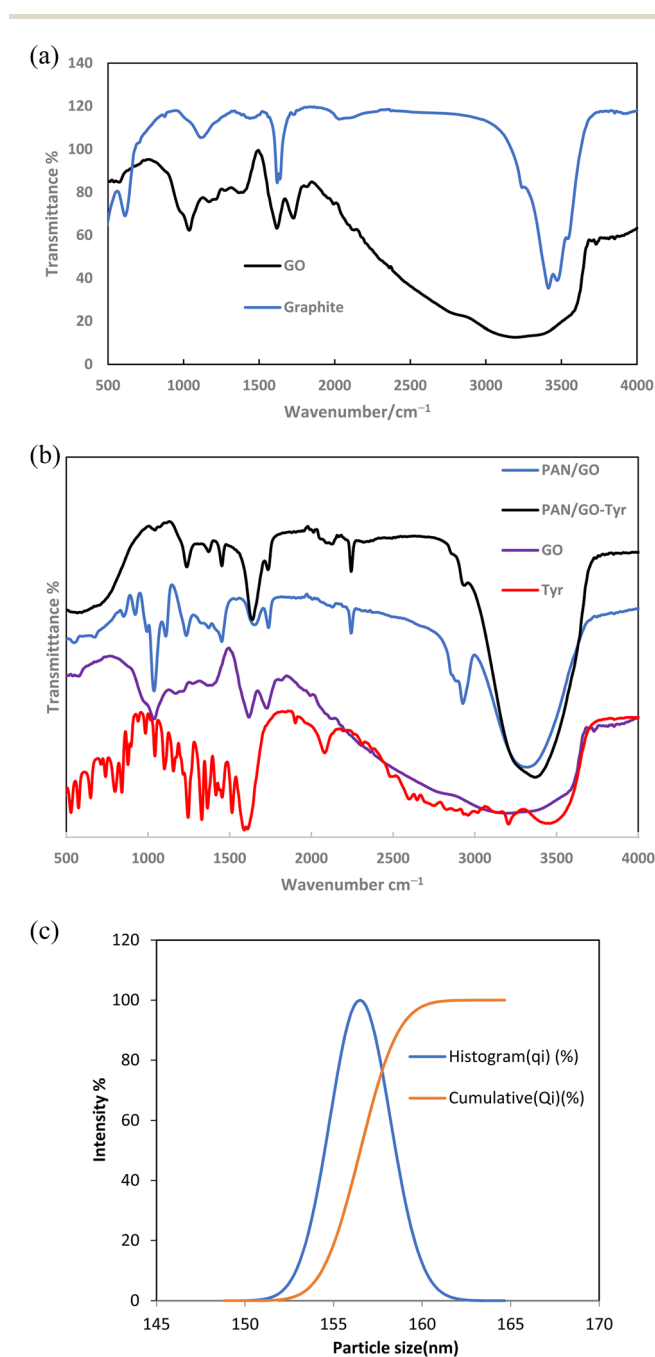 (a)
140
120
100
80
60
40
20
0
Transmittance %
GO
Graphite
500 1000 1500 2000 2500 3000 3500 4000
Wavenumber/cm⁻¹
(b)
PAN/GO
PAN/GO-Tyr
GO
Tyr
Transmitttance %
500 1000 1500 2000 2500 3000 3500 4000
Wavenumber cm⁻¹
(c)
120
100
80
60
40
20
0
Intensity %
Histogram(qi) (%)
Cumulative(Qi)(%)
145 150 155 160 165 170
Particle size(nm)